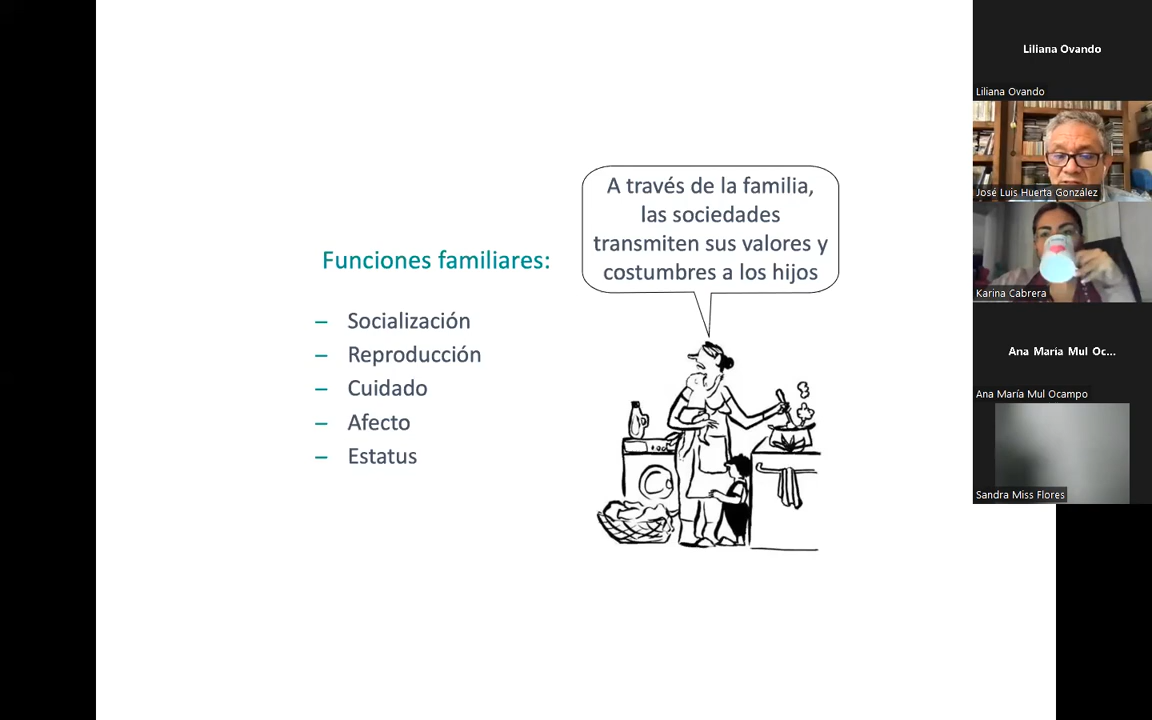 Funciones familiares:
– Socialización
– Reproducción
– Cuidado
– Afecto
– Estatus
A través de la familia,
las sociedades
transmiten sus valores y
costumbres a los hijos
Liliana Ovando
Liliana Ovando
José Luis Huerta González
Karina Cabrera
Ana María Mul Oc...
Ana María Mul Ocampo
Sandra Miss Flores